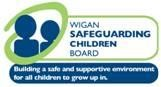 WIGAN
SAFEGUARDING
CHILDREN
BOARD
Building a safe and supportive environment
for all children to grow up in.